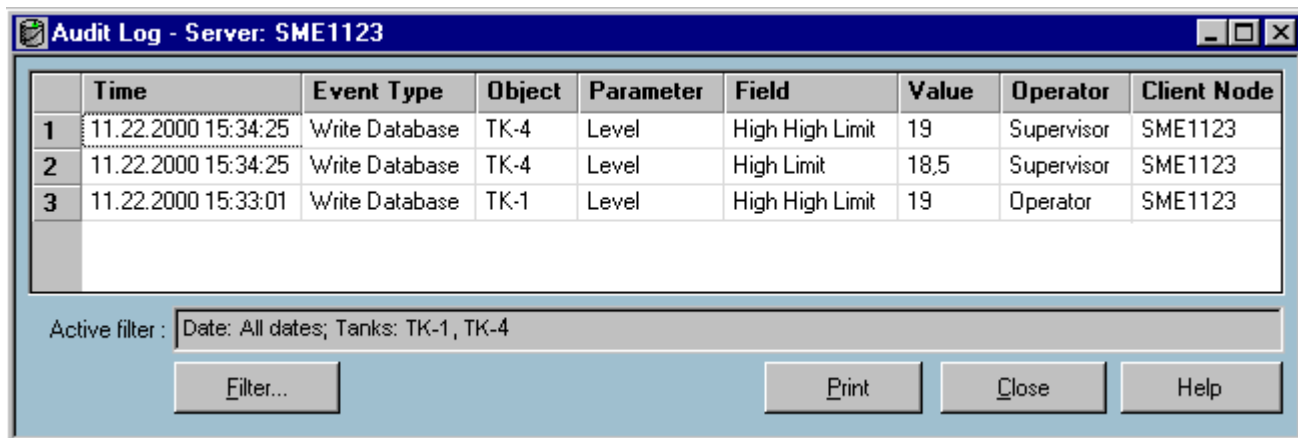 Audit Log - Server: SME1123
Time Event Type Object Parameter Field Value Operator Client Node
1 11.22.2000 15:34:25 Write Database TK-4 Level High High Limit 19 Supervisor SME1123
2 11.22.2000 15:34:25 Write Database TK-4 Level High Limit 18,5 Supervisor SME1123
3 11.22.2000 15:33:01 Write Database TK-1 Level High High Limit 19 Operator SME1123
Active filter : Date: All dates; Tanks: TK-1, TK-4
Filter... Print Close Help